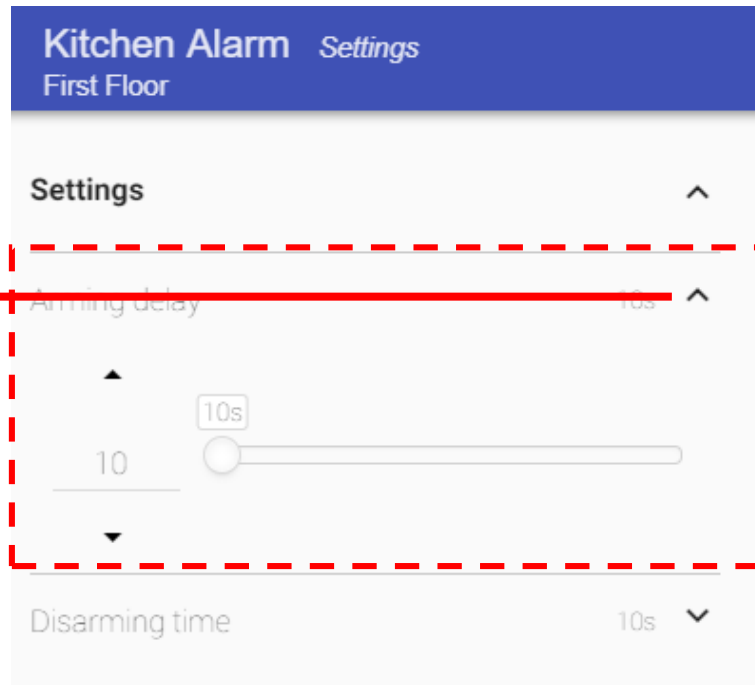 Kitchen Alarm Settings
First Floor
Settings
Arming delay 10s
10s
10
Disarming time 10s